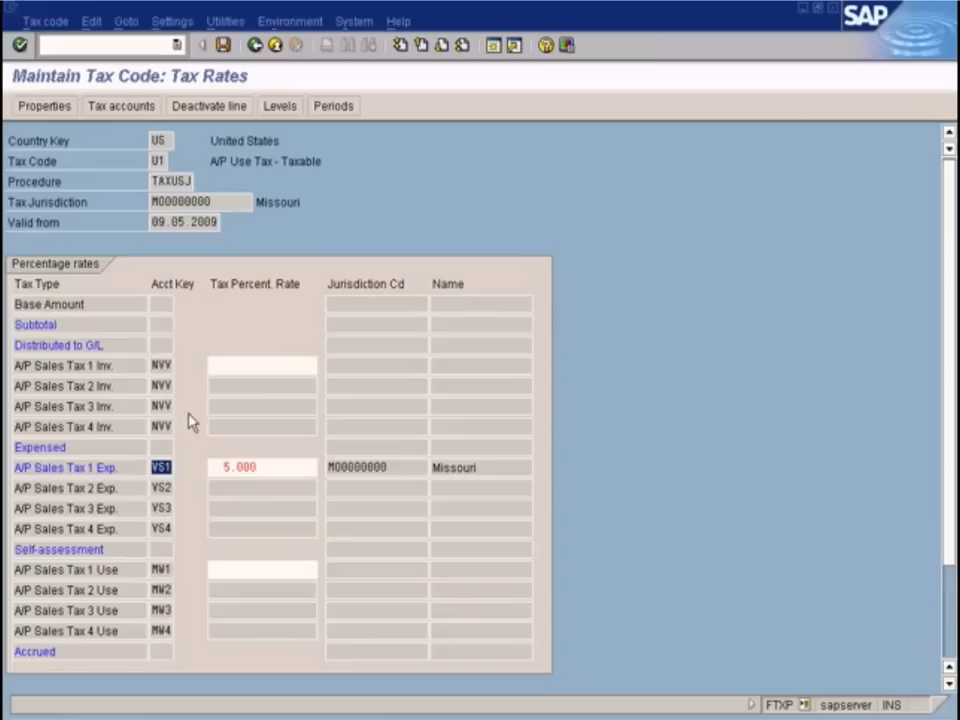 Tax code Edit Goto Settings Utilities Environment System Help
SAP
Maintain Tax Code: Tax Rates
Properties Tax accounts Deactivate line Levels Periods
Country Key US United States
Tax Code U1 A/P Use Tax - Taxable
Procedure TAXUSJ
Tax Jurisdiction MO0000000 Missouri
Valid from 09.05.2009
Percentage rates
Tax Type Acct Key Tax Percent. Rate Jurisdiction Cd Name
Base Amount
Subtotal
Distributed to G/L
A/P Sales Tax 1 Inv. NVV
A/P Sales Tax 2 Inv. NVV
A/P Sales Tax 3 Inv. NVV
A/P Sales Tax 4 Inv. NVV
Expensed
A/P Sales Tax 1 Exp. VS1 5.000 MO0000000 Missouri
A/P Sales Tax 2 Exp. VS2
A/P Sales Tax 3 Exp. VS3
A/P Sales Tax 4 Exp. VS4
Self-assessment
A/P Sales Tax 1 Use MW1
A/P Sales Tax 2 Use MW2
A/P Sales Tax 3 Use MW3
A/P Sales Tax 4 Use MW4
Accrued
FTXP sapserver INS